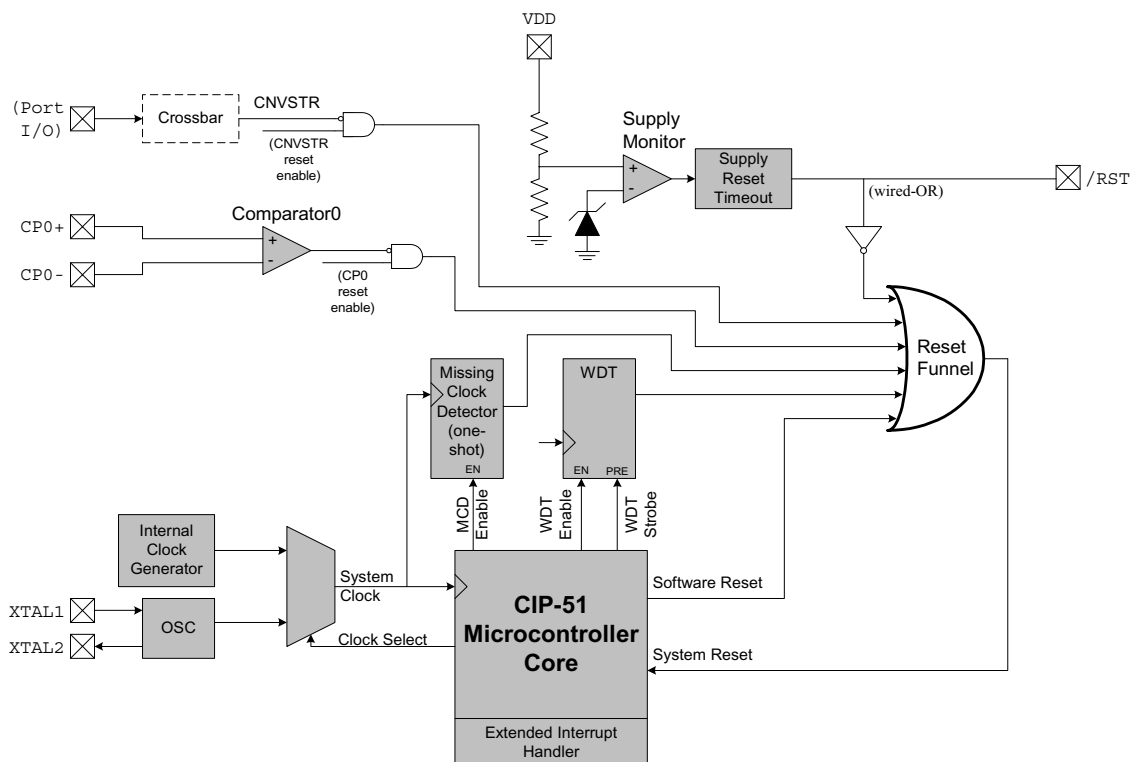 VDD
(Port
I/O)
Crossbar
CNVSTR
(CNVSTR
reset
enable)
Supply
Monitor
+
-
Supply
Reset
Timeout
(wired-OR)
/RST
CP0+
CP0-
Comparator0
+
-
(CP0
reset
enable)
Reset
Funnel
Missing
Clock
Detector
(one-
shot)
EN
WDT
EN
PRE
MCD
Enable
WDT
Enable
WDT
Strobe
Internal
Clock
Generator
System
Clock
XTAL1
XTAL2
OSC
Clock Select
CIP-51
Microcontroller
Core
Software Reset
System Reset
Extended Interrupt
Handler